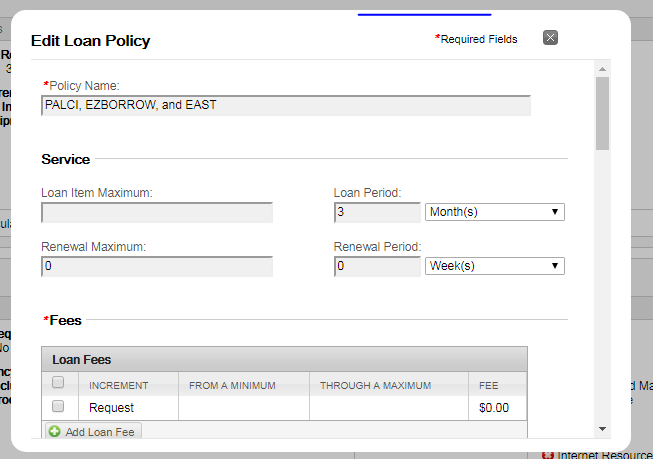 Edit Loan Policy
*Required Fields
*Policy Name:
PALCI, EZBORROW, and EAST
Service
Loan Item Maximum:
Loan Period:
3 Month(s)
Renewal Maximum:
Renewal Period:
0
0 Week(s)
*Fees
Loan Fees
INCREMENT FROM A MINIMUM THROUGH A MAXIMUM FEE
Request $0.00
Add Loan Fee
Internet Resource